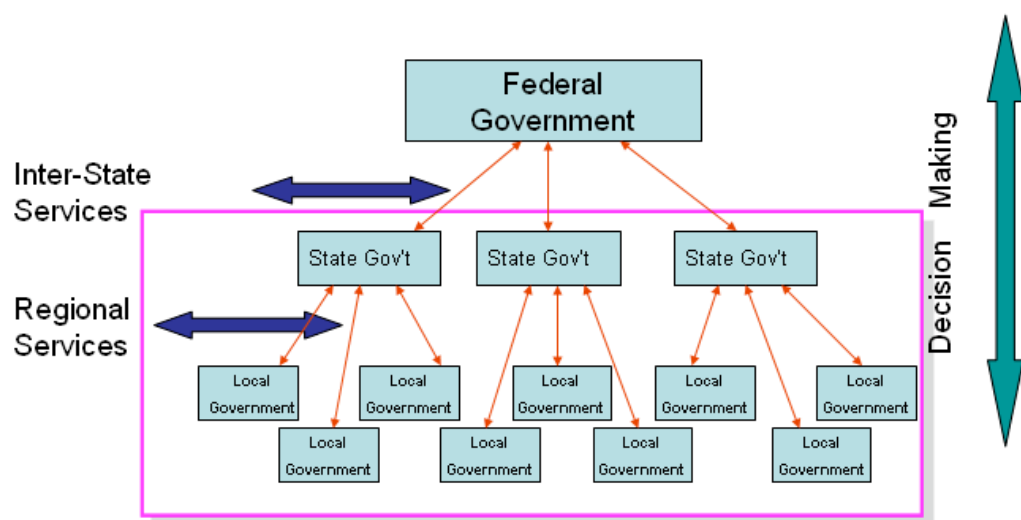 Federal
Government
Inter-State
Services
Decision Making
State Gov't
State Gov't
State Gov't
Regional
Services
Local
Government
Local
Government
Local
Government
Local
Government
Local
Government
Local
Government
Local
Government
Local
Government
Local
Government